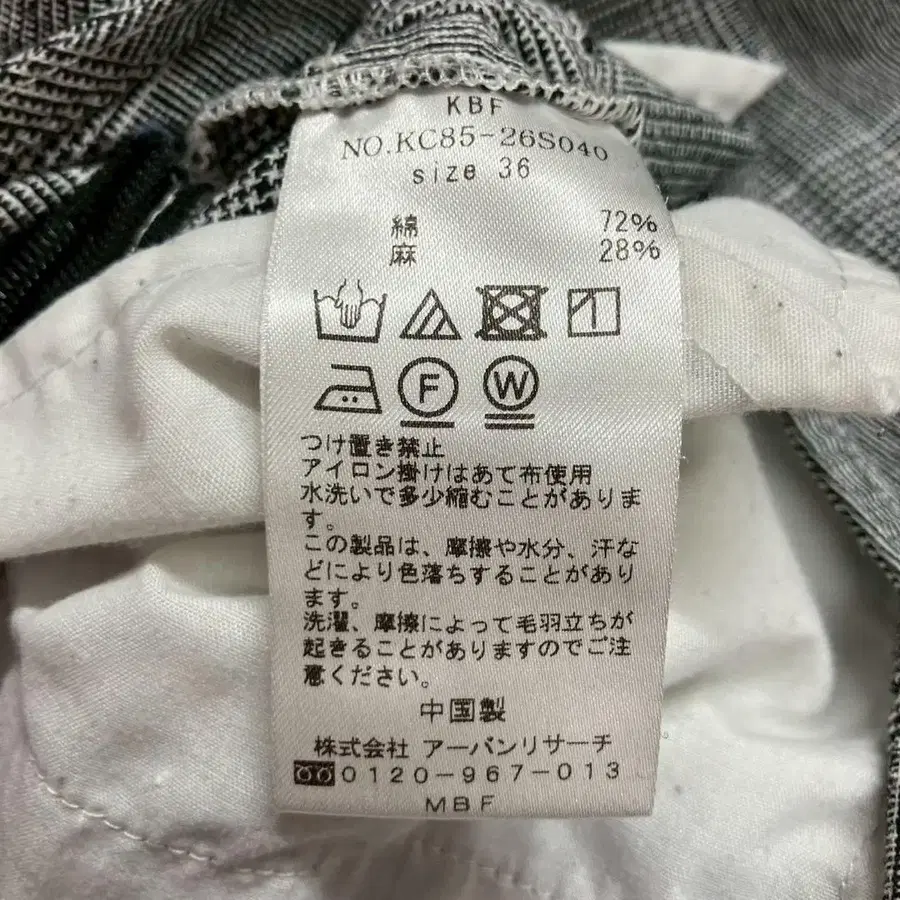 KBF
NO.KC85-26S040
size 36
綿 72%
麻 28%
F W
つけ置き禁止
アイロン掛けはあて布使用
水洗いで多少縮むことがありま
す。
この製品は、摩擦や水分、汗な
どにより色落ちすることがあり
ます。
洗濯、摩擦によって毛羽立ちが
起きることがありますのでご注
意ください。
中国製
株式会社 アーバンリサーチ
0120-967-013
MBF